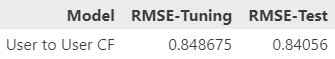 Model RMSE-Tuning RMSE-Test
User to User CF 0.848675 0.84056